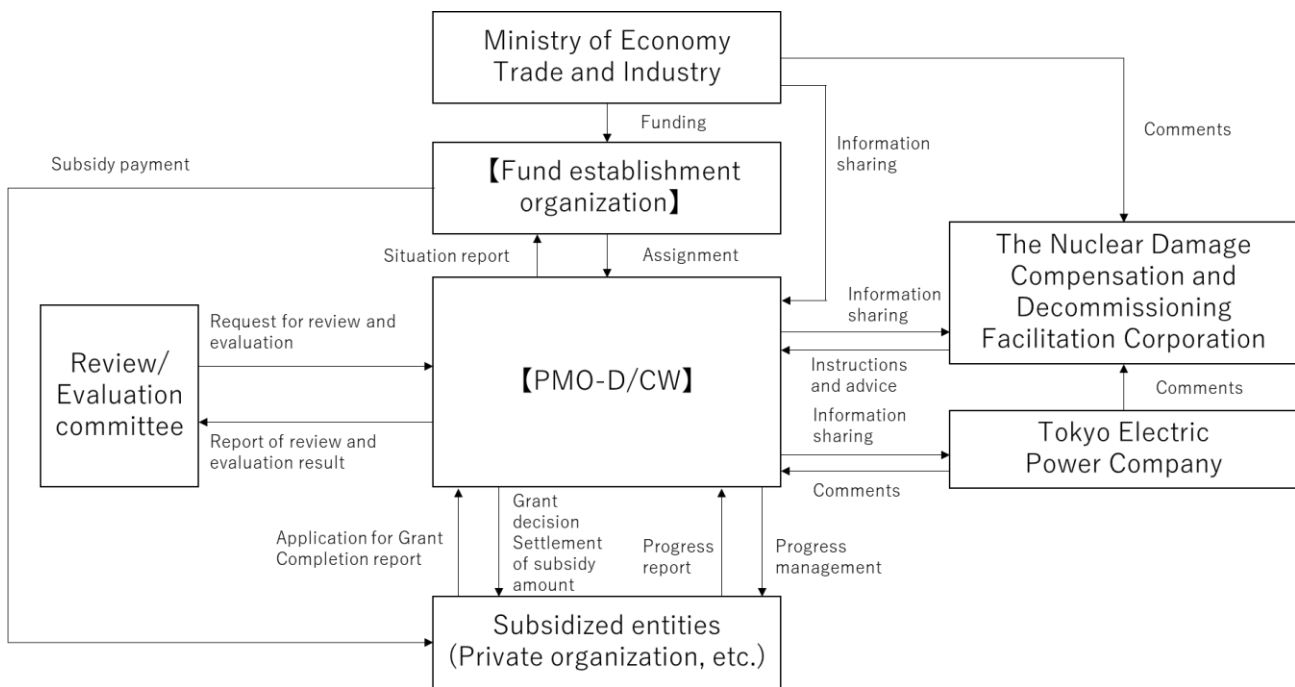 Ministry of Economy
Trade and Industry
Funding
Information
sharing
Comments
Subsidy payment
【Fund establishment
organization】
Situation report
Assignment
The Nuclear Damage
Compensation and
Decommissioning
Facilitation Corporation
Information
sharing
Review/
Evaluation
committee
Request for review and
evaluation
Report of review and
evaluation result
【PMO-D/CW】
Instructions
and advice
Information
sharing
Comments
Comments
Tokyo Electric
Power Company
Application for Grant
Completion report
Grant
decision
Settlement
of subsidy
amount
Progress
report
Progress
management
Subsidized entities
(Private organization, etc.)